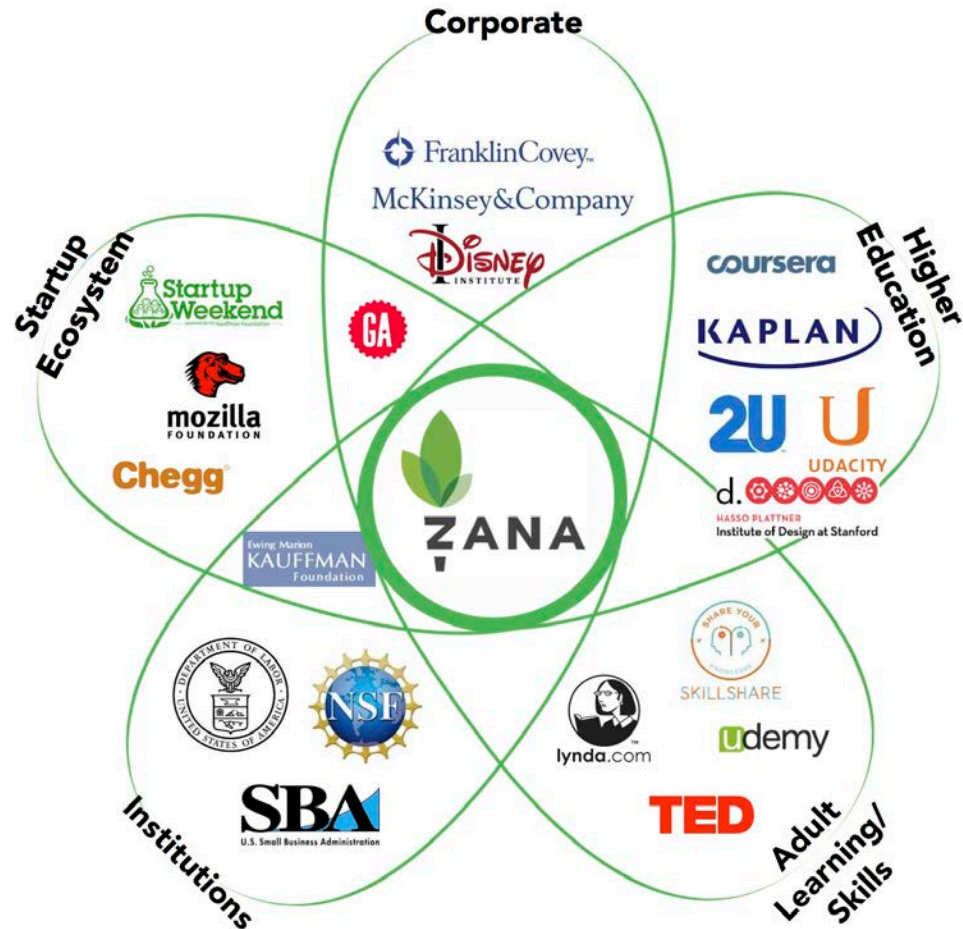 Corporate
FranklinCovey™
McKinsey&Company
Disney
INSTITUTE
Startup
Ecosystem
Startup
Weekend
GA
mozilla
FOUNDATION
Chegg®
Higher
Education
coursera
KAPLAN
2U
U
UDACITY
d.
HASSO PLATTNER
Institute of Design at Stanford
ZANA
Ewing Marion
KAUFFMAN
Foundation
DEPARTMENT OF LABOR
UNITED STATES OF AMERICA
NSF
SBA
U.S. Small Business Administration
Institutions
SHARE YOUR
KNOWLEDGE
SKILLSHARE
lynda.com™
udemy
TED
Adult
Learning/
Skills